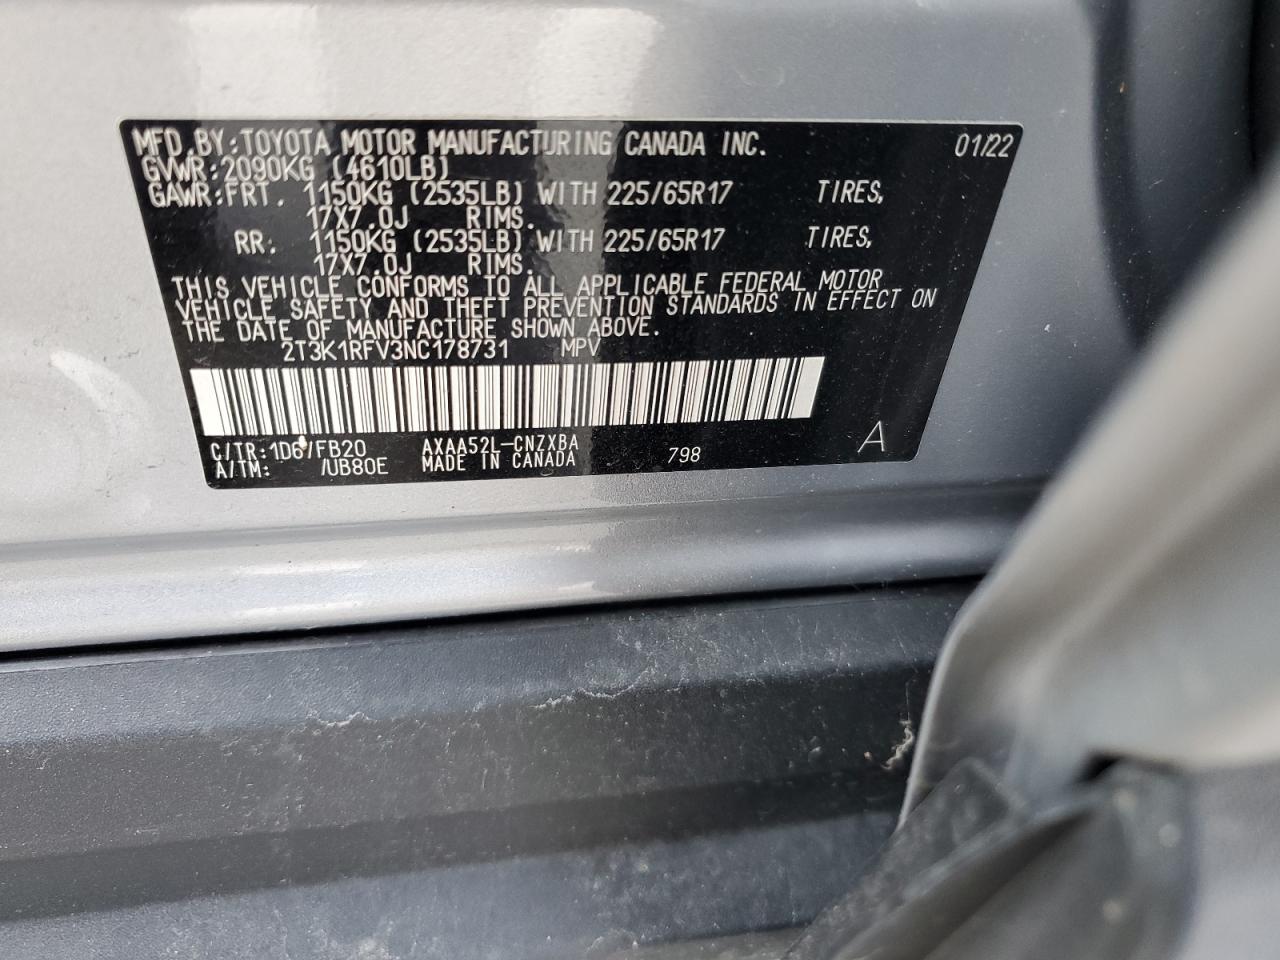 MFD.BY:TOYOTA MOTOR MANUFACTURING CANADA INC. 01/22
GVWR:2090KG (4610LB)
GAWR:FRT. 1150KG (2535LB) WITH 225/65R17 TIRES,
17X7.0J RIMS.
RR: 1150KG (2535LB) WITH 225/65R17 TIRES,
17X7.0J RIMS.
THIS VEHICLE CONFORMS TO ALL APPLICABLE FEDERAL MOTOR
VEHICLE SAFETY AND THEFT PREVENTION STANDARDS IN EFFECT ON
THE DATE OF MANUFACTURE SHOWN ABOVE.
2T3K1RFV3NC178731 MPV
C/TR:1D6/FB20 AXAA52L-CNZXBA
A/TM: /UB80E MADE IN CANADA 798 A